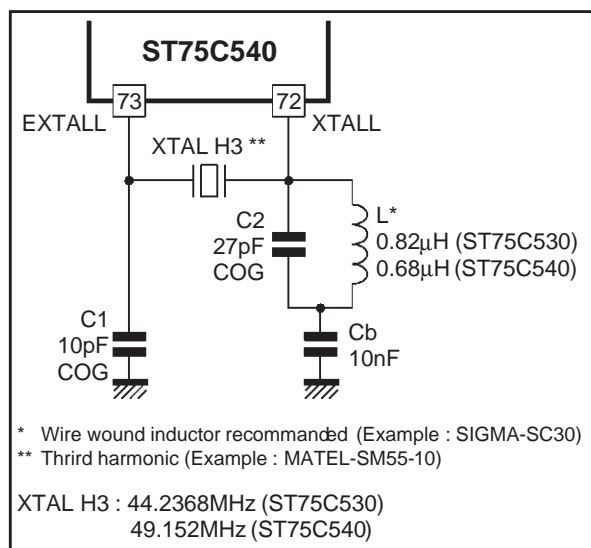 ST75C540
73
72
EXTALL
XTALL
XTAL H3 **
C2
27pF
COG
L*
0.82μH (ST75C530)
0.68μH (ST75C540)
C1
10pF
COG
Cb
10nF
* Wire wound inductor recommanded (Example : SIGMA-SC30)
** Thrird harmonic (Example : MATEL-SM55-10)
XTAL H3 : 44.2368MHz (ST75C530)
49.152MHz (ST75C540)